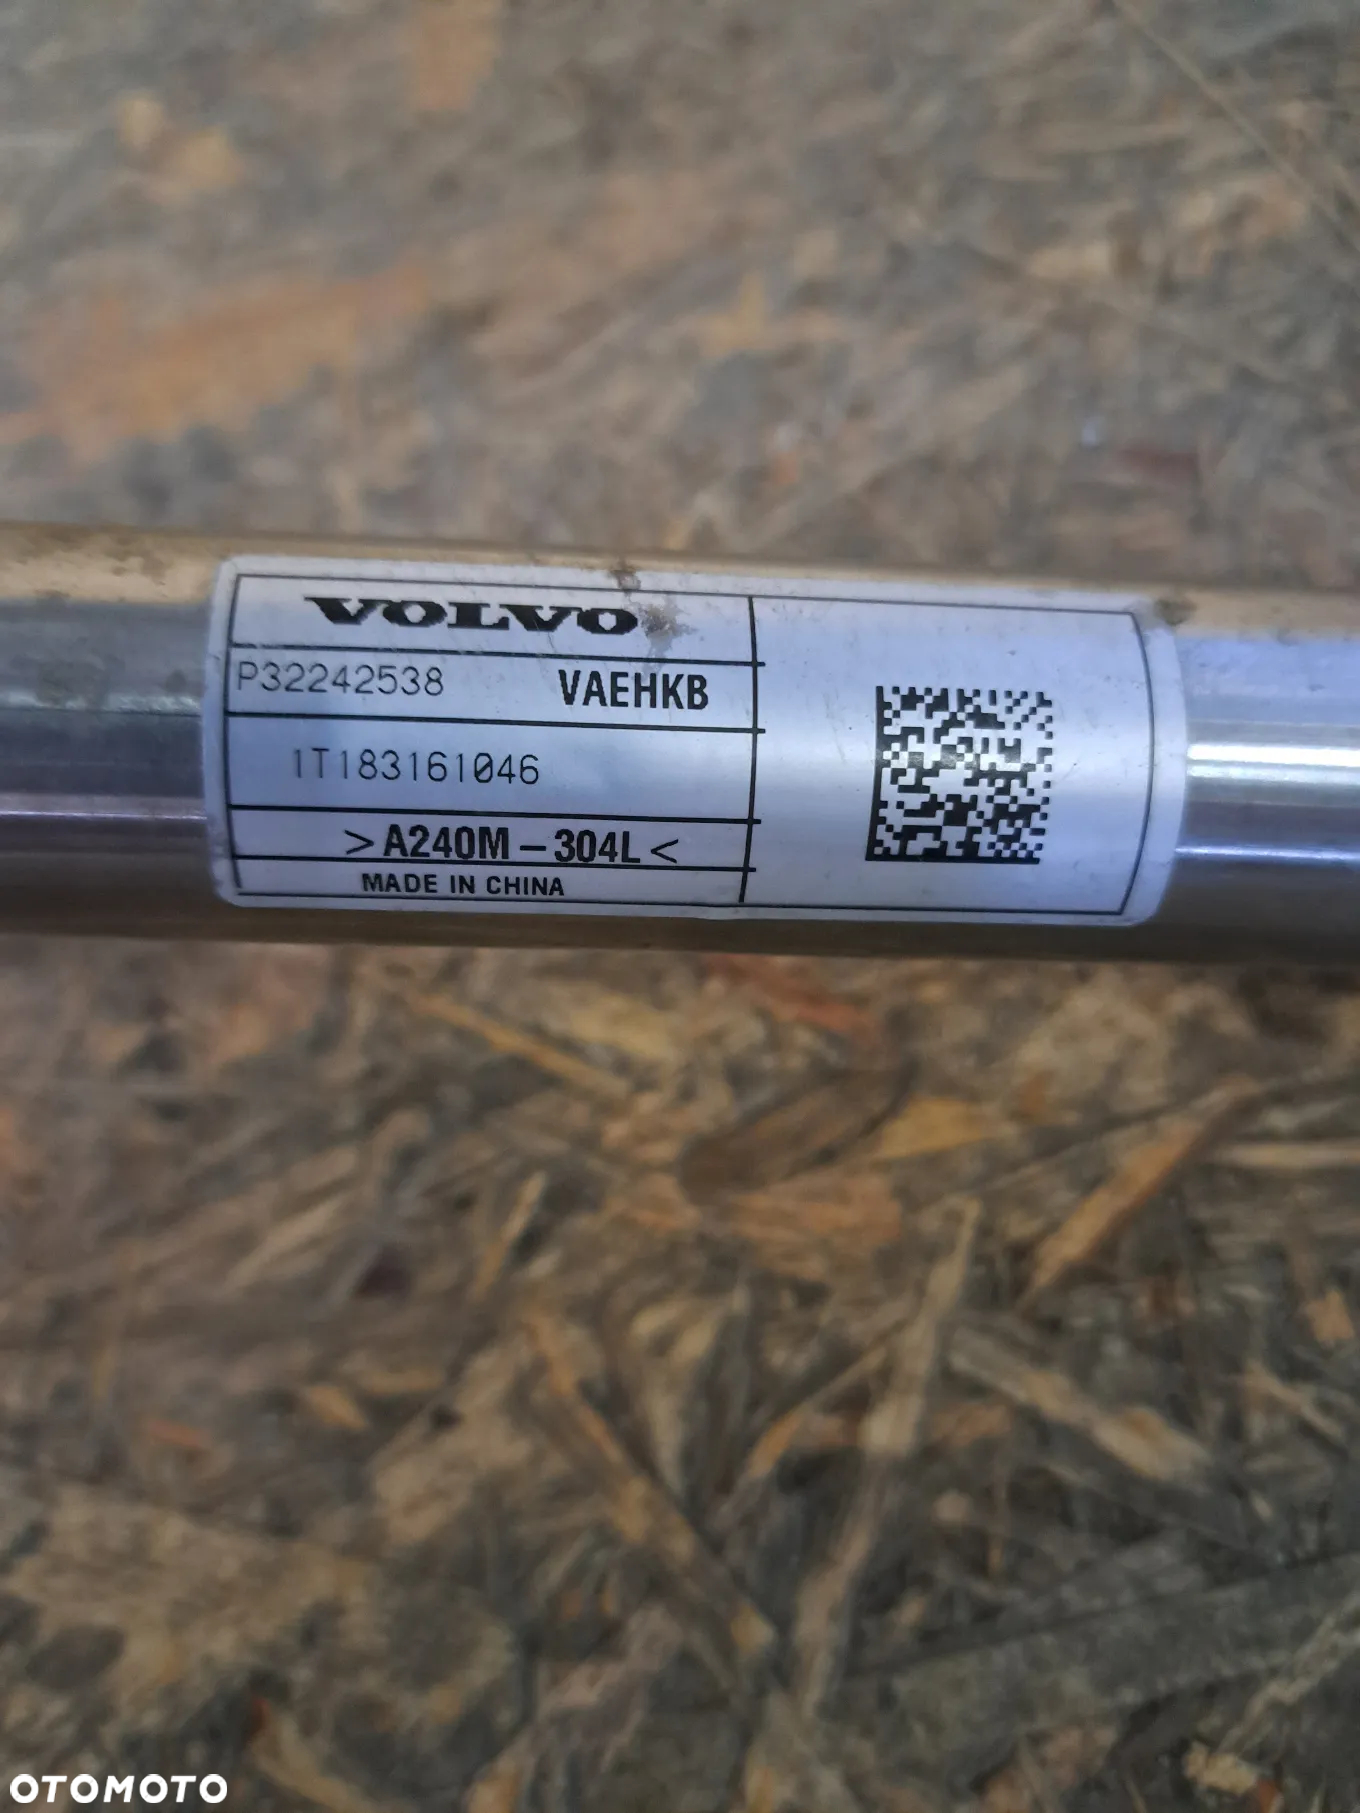 VOLVO
P32242538 VAEHKB
1T183161046
>A240M-304L<
MADE IN CHINA
OTOMOTO